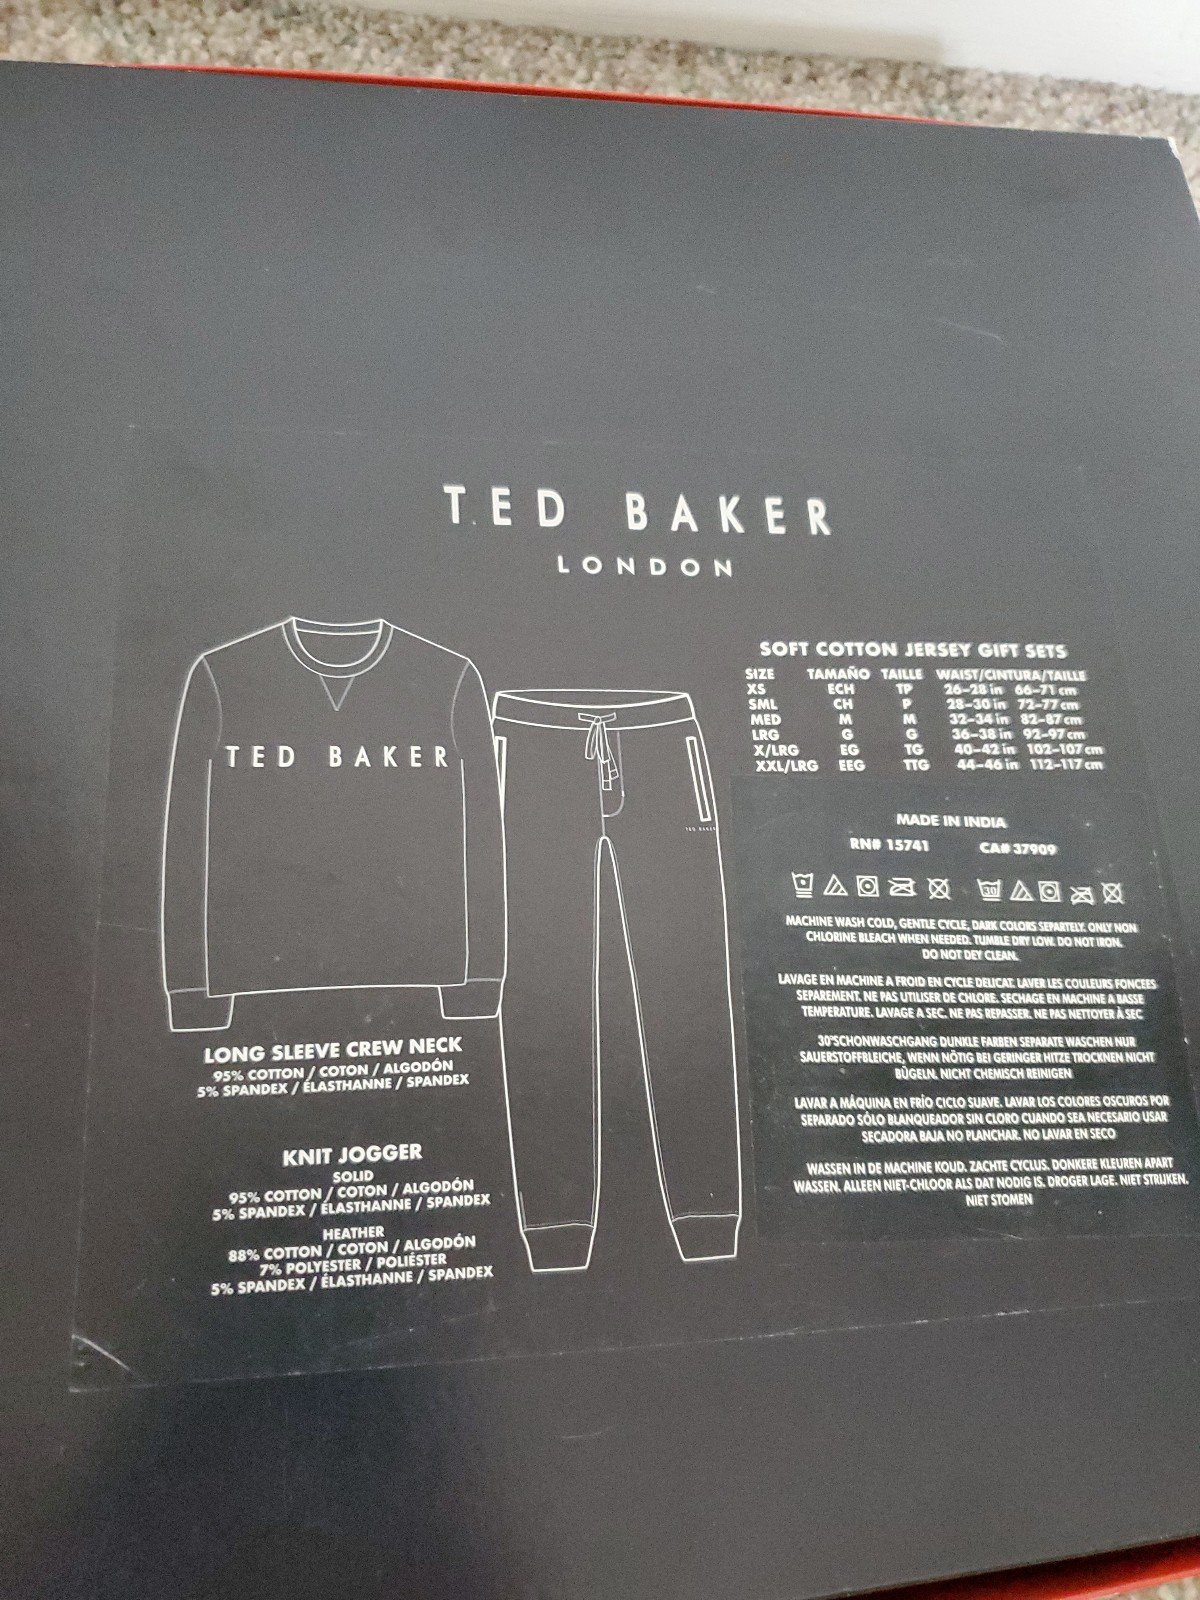 TED BAKER
LONDON
TED BAKER
TED BAKER
LONG SLEEVE CREW NECK
95% COTTON / COTON / ALGODÓN
5% SPANDEX / ÉLASTHANNE / SPANDEX
KNIT JOGGER
SOLID
95% COTTON / COTON / ALGODÓN
5% SPANDEX / ÉLASTHANNE / SPANDEX
HEATHER
88% COTTON / COTON / ALGODÓN
7% POLYESTER / POLIÉSTER
5% SPANDEX / ÉLASTHANNE / SPANDEX
SOFT COTTON JERSEY GIFT SETS
SIZE TAMAÑO TAILLE WAIST/CINTURA/TAILLE
XS ECH TP 26–28 in 66–71 cm
SML CH P 28–30 in 72–77 cm
MED M M 32–34 in 82–87 cm
LRG G G 36–38 in 92–97 cm
X/LRG EG TG 40–42 in 102–107 cm
XXL/LRG EEG TTG 44–46 in 112–117 cm
MADE IN INDIA
RN# 15741 CA# 37909
30
MACHINE WASH COLD, GENTLE CYCLE, DARK COLORS SEPARTELY. ONLY NON
CHLORINE BLEACH WHEN NEEDED. TUMBLE DRY LOW. DO NOT IRON.
DO NOT DEY CLEAN.
LAVAGE EN MACHINE A FROID EN CYCLE DELICAT. LAVER LES COULEURS FONCEES
SEPAREMENT. NE PAS UTILISER DE CHLORE. SECHAGE EN MACHINE A BASSE
TEMPERATURE. LAVAGE A SEC. NE PAS REPASSER. NE PAS NETTOYER À SEC
30°SCHONWASCHGANG DUNKLE FARBEN SEPARATE WASCHEN NUR
SAUERSTOFFBLEICHE, WENN NÖTIG BEI GERINGER HITZE TROCKNEN NICHT
BÜGELN. NICHT CHEMISCH REINIGEN
LAVAR A MÁQUINA EN FRÍO CICLO SUAVE. LAVAR LOS COLORES OSCUROS POR
SEPARADO SÓLO BLANQUEADOR SIN CLORO CUANDO SEA NECESARIO USAR
SECADORA BAJA NO PLANCHAR. NO LAVAR EN SECO
WASSEN IN DE MACHINE KOUD. ZACHTE CYCLUS. DONKERE KLEUREN APART
WASSEN. ALLEEN NIET-CHLOOR ALS DAT NODIG IS. DROGER LAGE. NIET STRIJKEN.
NIET STOMEN